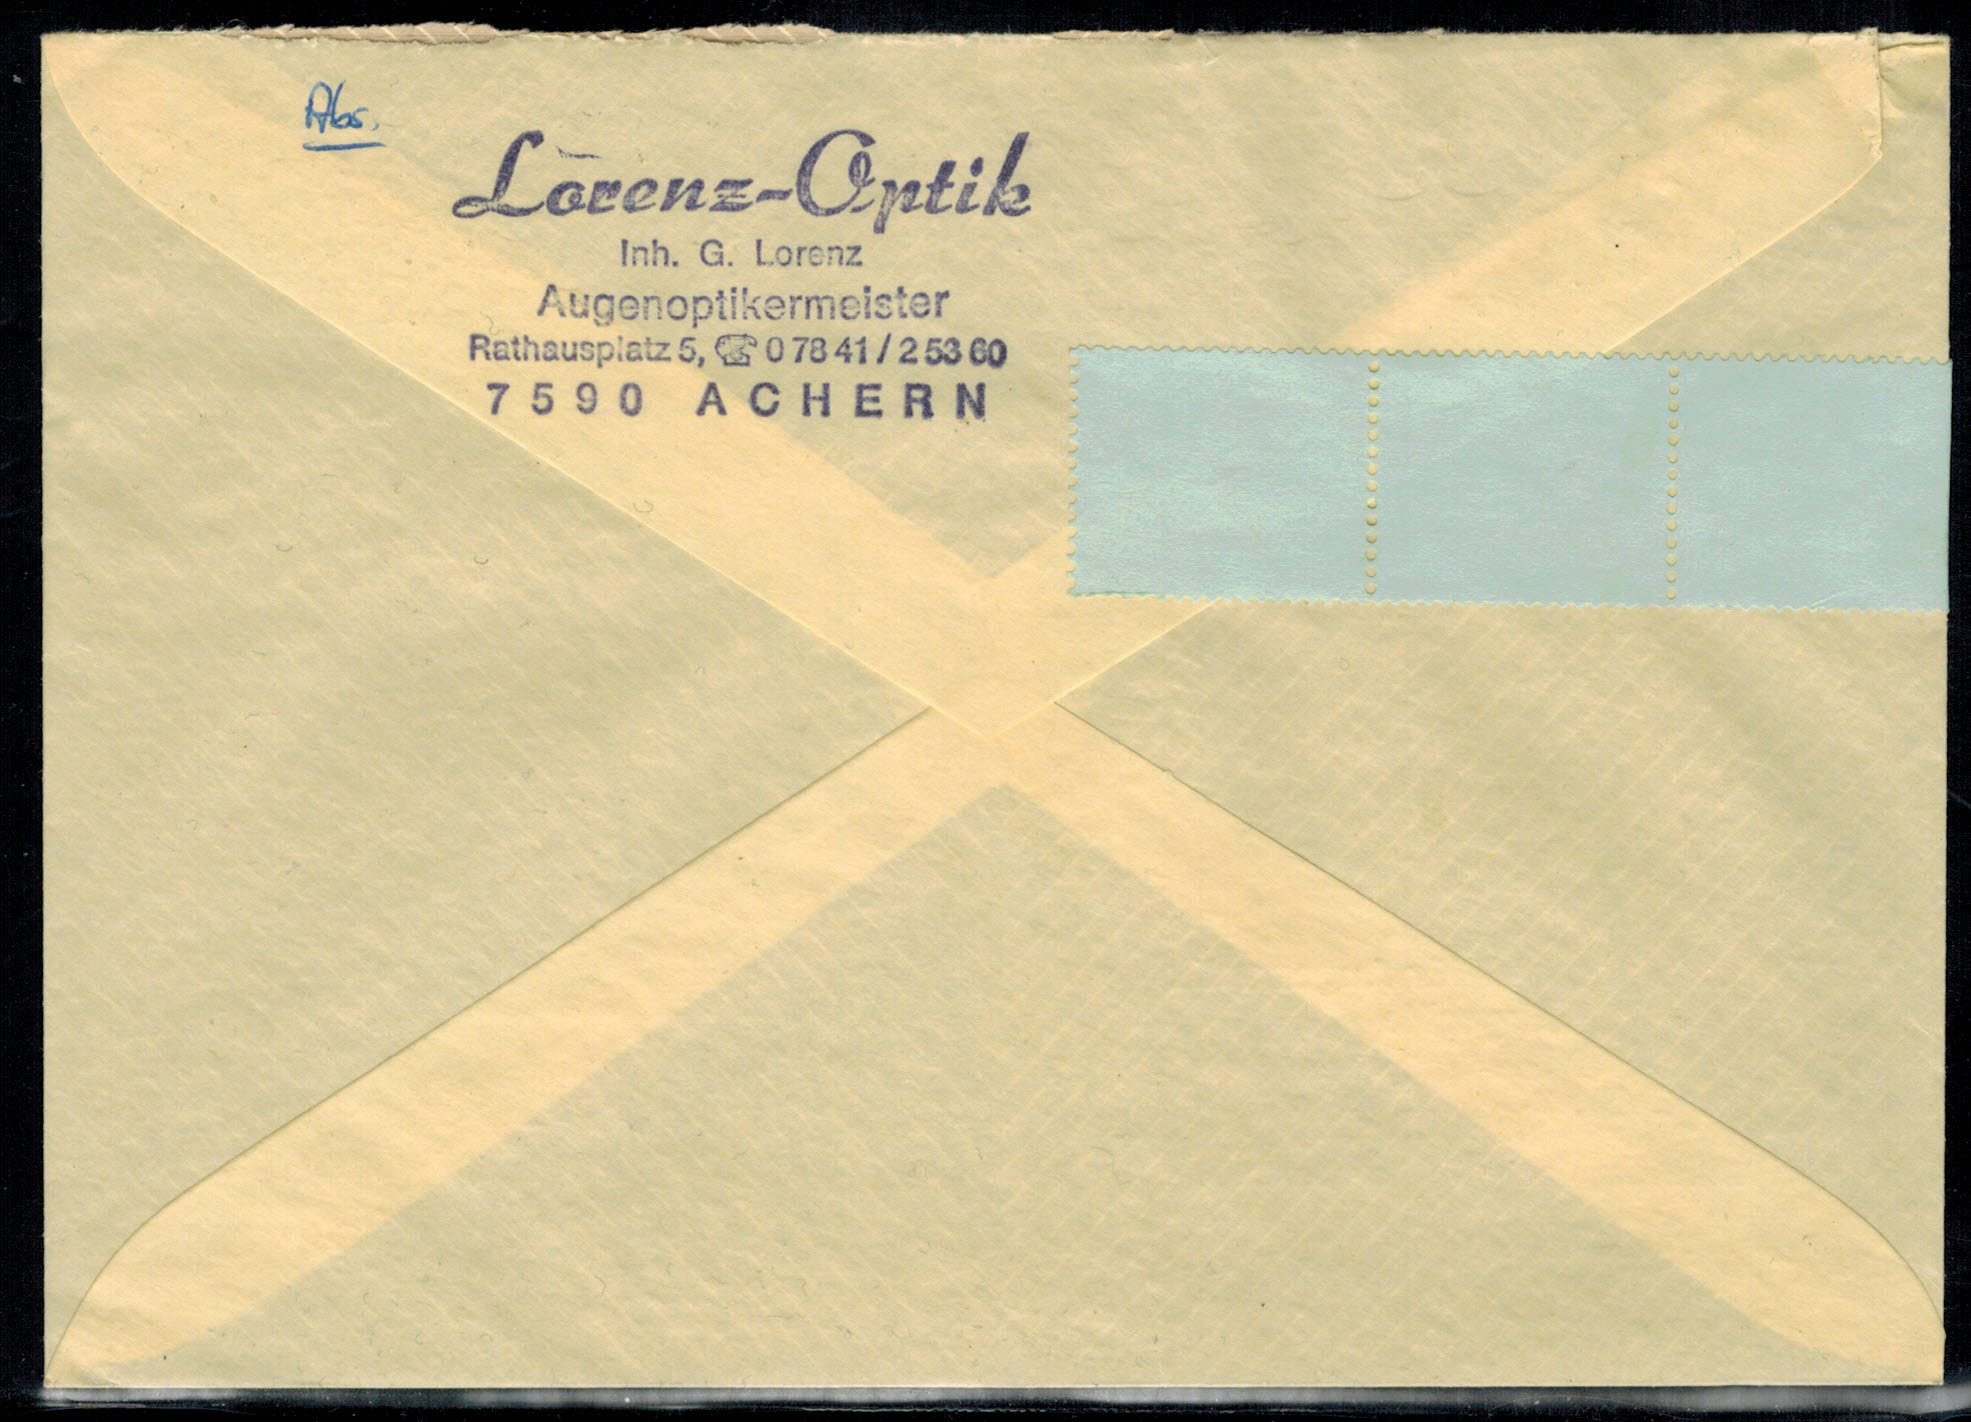 Abs.
Lorenz-Optik
Inh. G. Lorenz
Augenoptikermeister
Rathausplatz 5, ☎ 0 78 41 / 2 53 60
7590 ACHERN